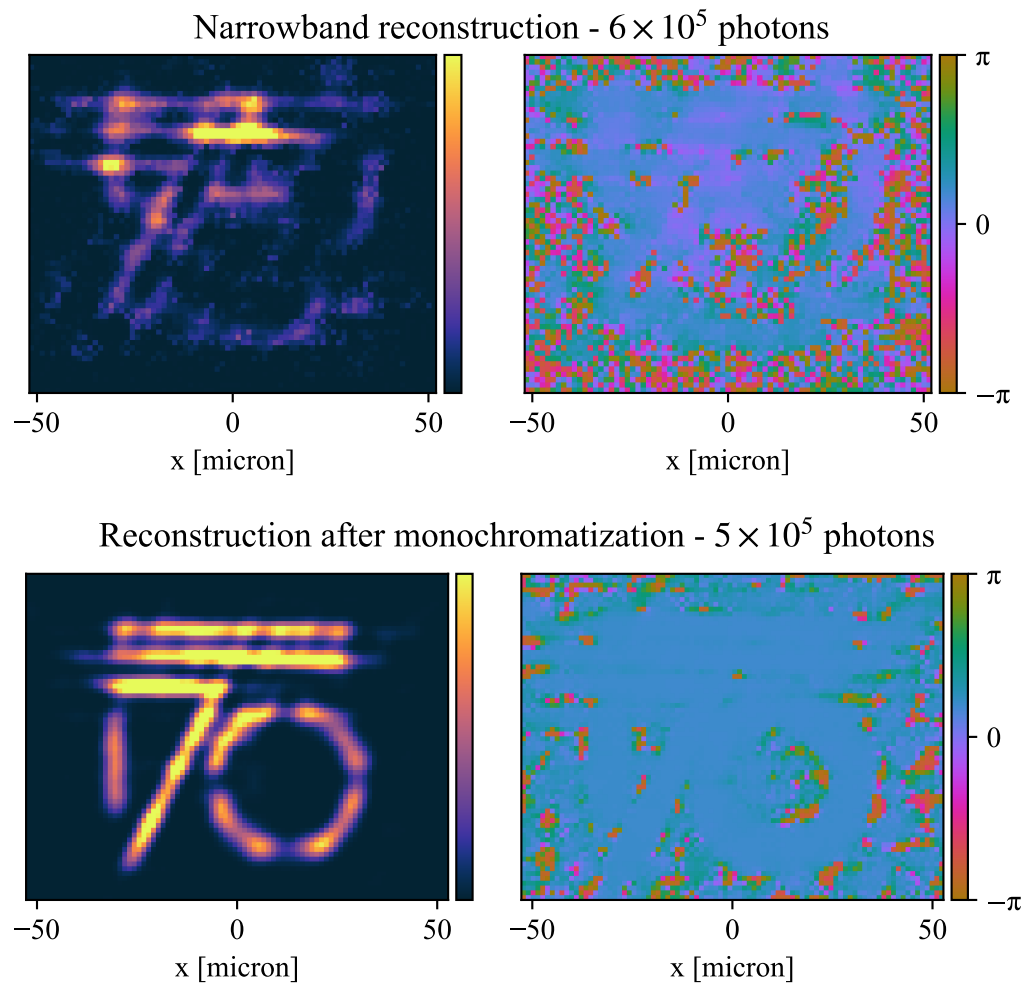 Narrowband reconstruction - 6 × 10⁵ photons
π
0
−π
−50 0 50 −50 0 50
x [micron] x [micron]
Reconstruction after monochromatization - 5 × 10⁵ photons
π
0
−π
−50 0 50 −50 0 50
x [micron] x [micron]